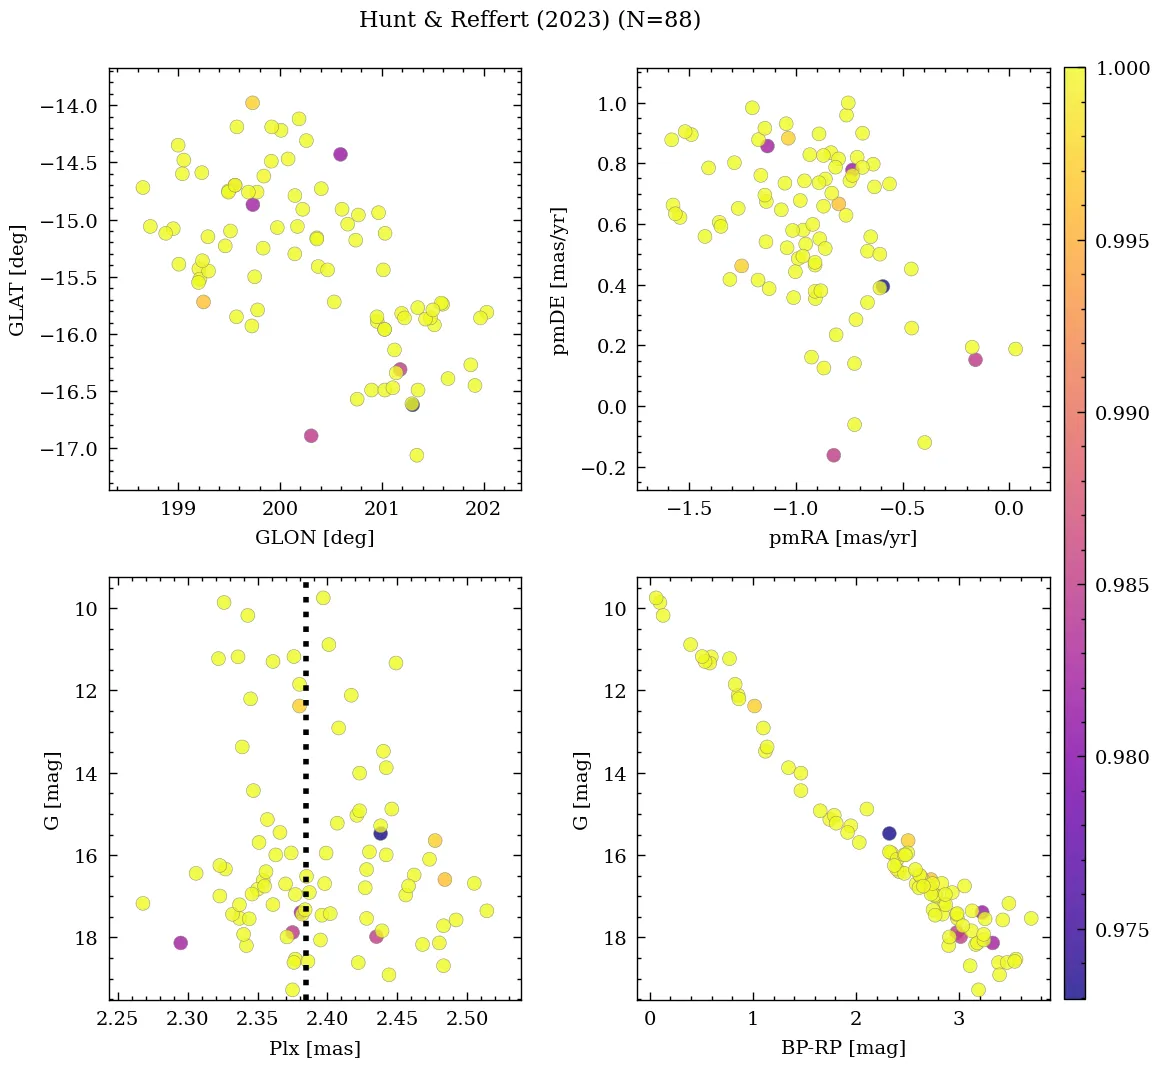 Hunt & Reffert (2023) (N=88)
−14.0
−14.5
−15.0
−15.5
−16.0
−16.5
−17.0
GLAT [deg]
199 200 201 202
GLON [deg]
1.0
0.8
0.6
0.4
0.2
0.0
−0.2
pmDE [mas/yr]
−1.5 −1.0 −0.5 0.0
pmRA [mas/yr]
1.000
0.995
0.990
0.985
0.980
0.975
10
12
14
16
18
G [mag]
2.25 2.30 2.35 2.40 2.45 2.50
Plx [mas]
10
12
14
16
18
G [mag]
0 1 2 3
BP-RP [mag]